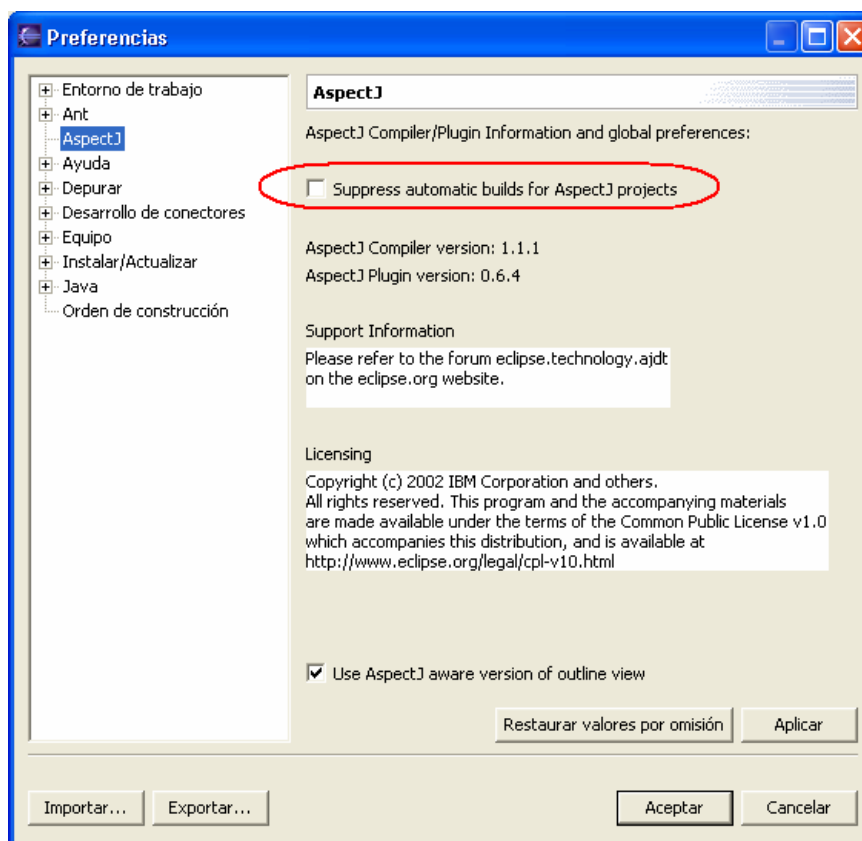 Preferencias
Entorno de trabajo
Ant
AspectJ
Ayuda
Depurar
Desarrollo de conectores
Equipo
Instalar/Actualizar
Java
Orden de construcción
AspectJ
AspectJ Compiler/Plugin Information and global preferences:
Suppress automatic builds for AspectJ projects
AspectJ Compiler version: 1.1.1
AspectJ Plugin version: 0.6.4
Support Information
Please refer to the forum eclipse.technology.ajdt
on the eclipse.org website.
Licensing
Copyright (c) 2002 IBM Corporation and others.
All rights reserved. This program and the accompanying materials
are made available under the terms of the Common Public License v1.0
which accompanies this distribution, and is available at
http://www.eclipse.org/legal/cpl-v10.html
Use AspectJ aware version of outline view
Restaurar valores por omisión
Aplicar
Importar...
Exportar...
Aceptar
Cancelar